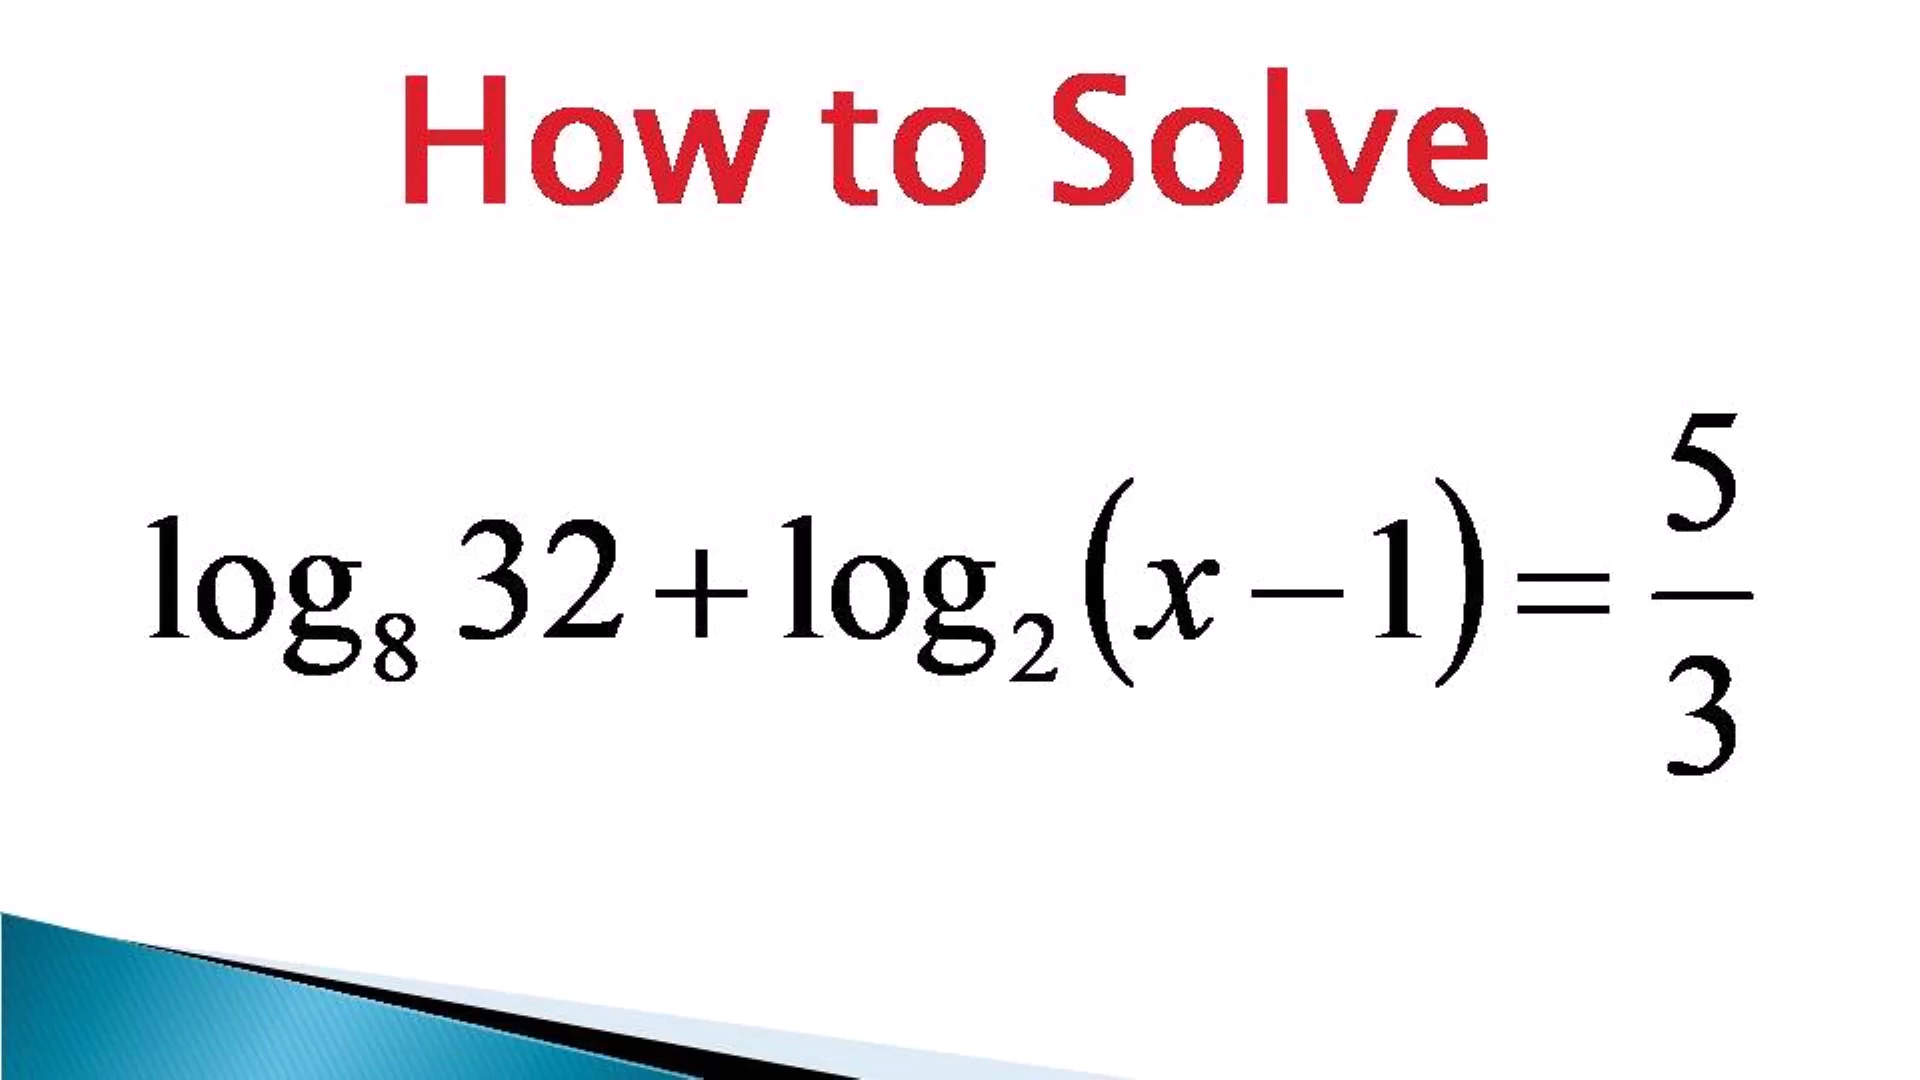 How to Solve
log₈ 32 + log₂ (x − 1) = 5/3